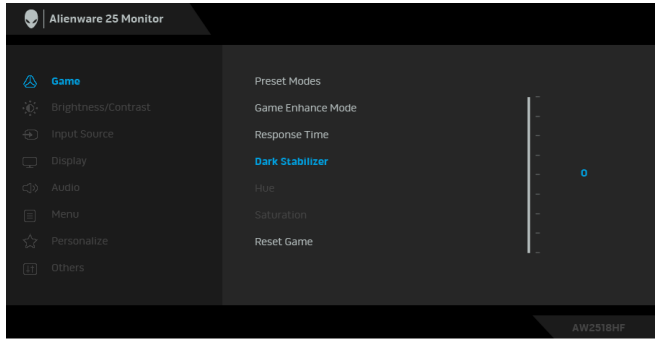 Alienware 25 Monitor
Game
Brightness/Contrast
Input Source
Display
Audio
Menu
Personalize
Others
Preset Modes
Game Enhance Mode
Response Time
Dark Stabilizer
Hue
Saturation
Reset Game
0
AW2518HF